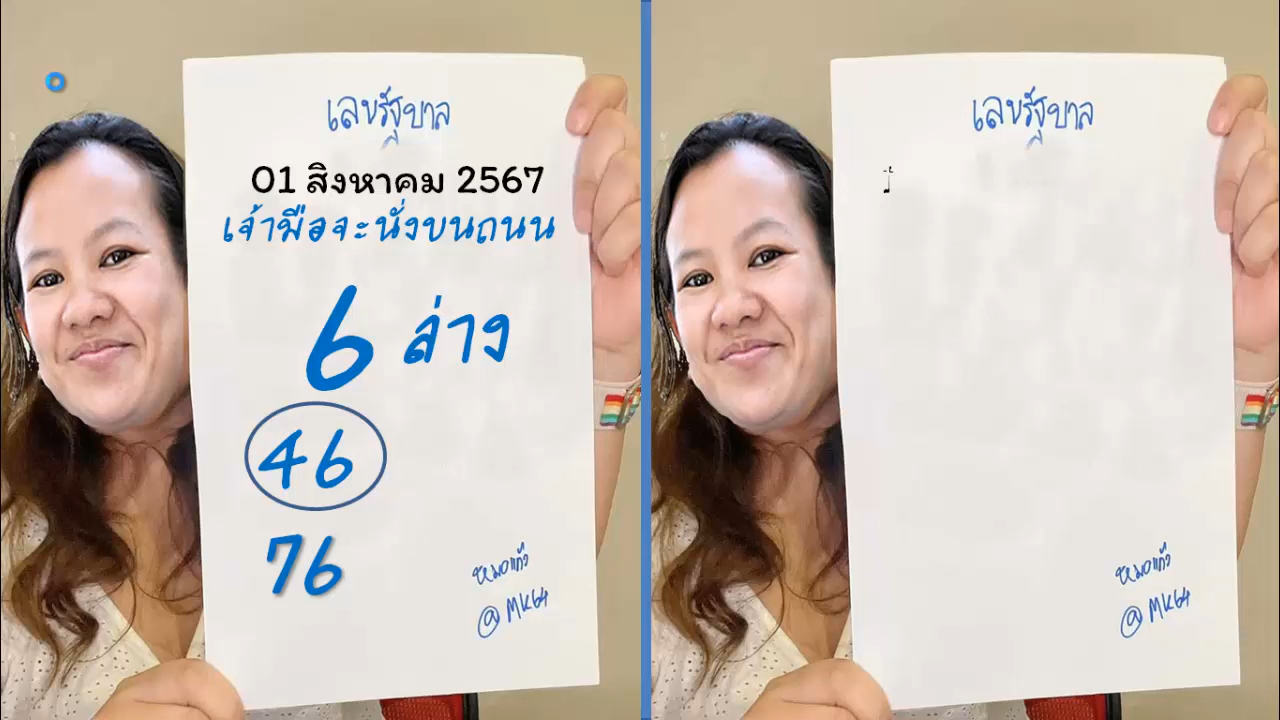 เลขรัฐบาล
01 สิงหาคม 2567
เจ้ามือจะนั่งบนถนน
6 ล่าง
46
76
หมอแก้ว
@MK64
เลขรัฐบาล
หมอแก้ว
@MK64